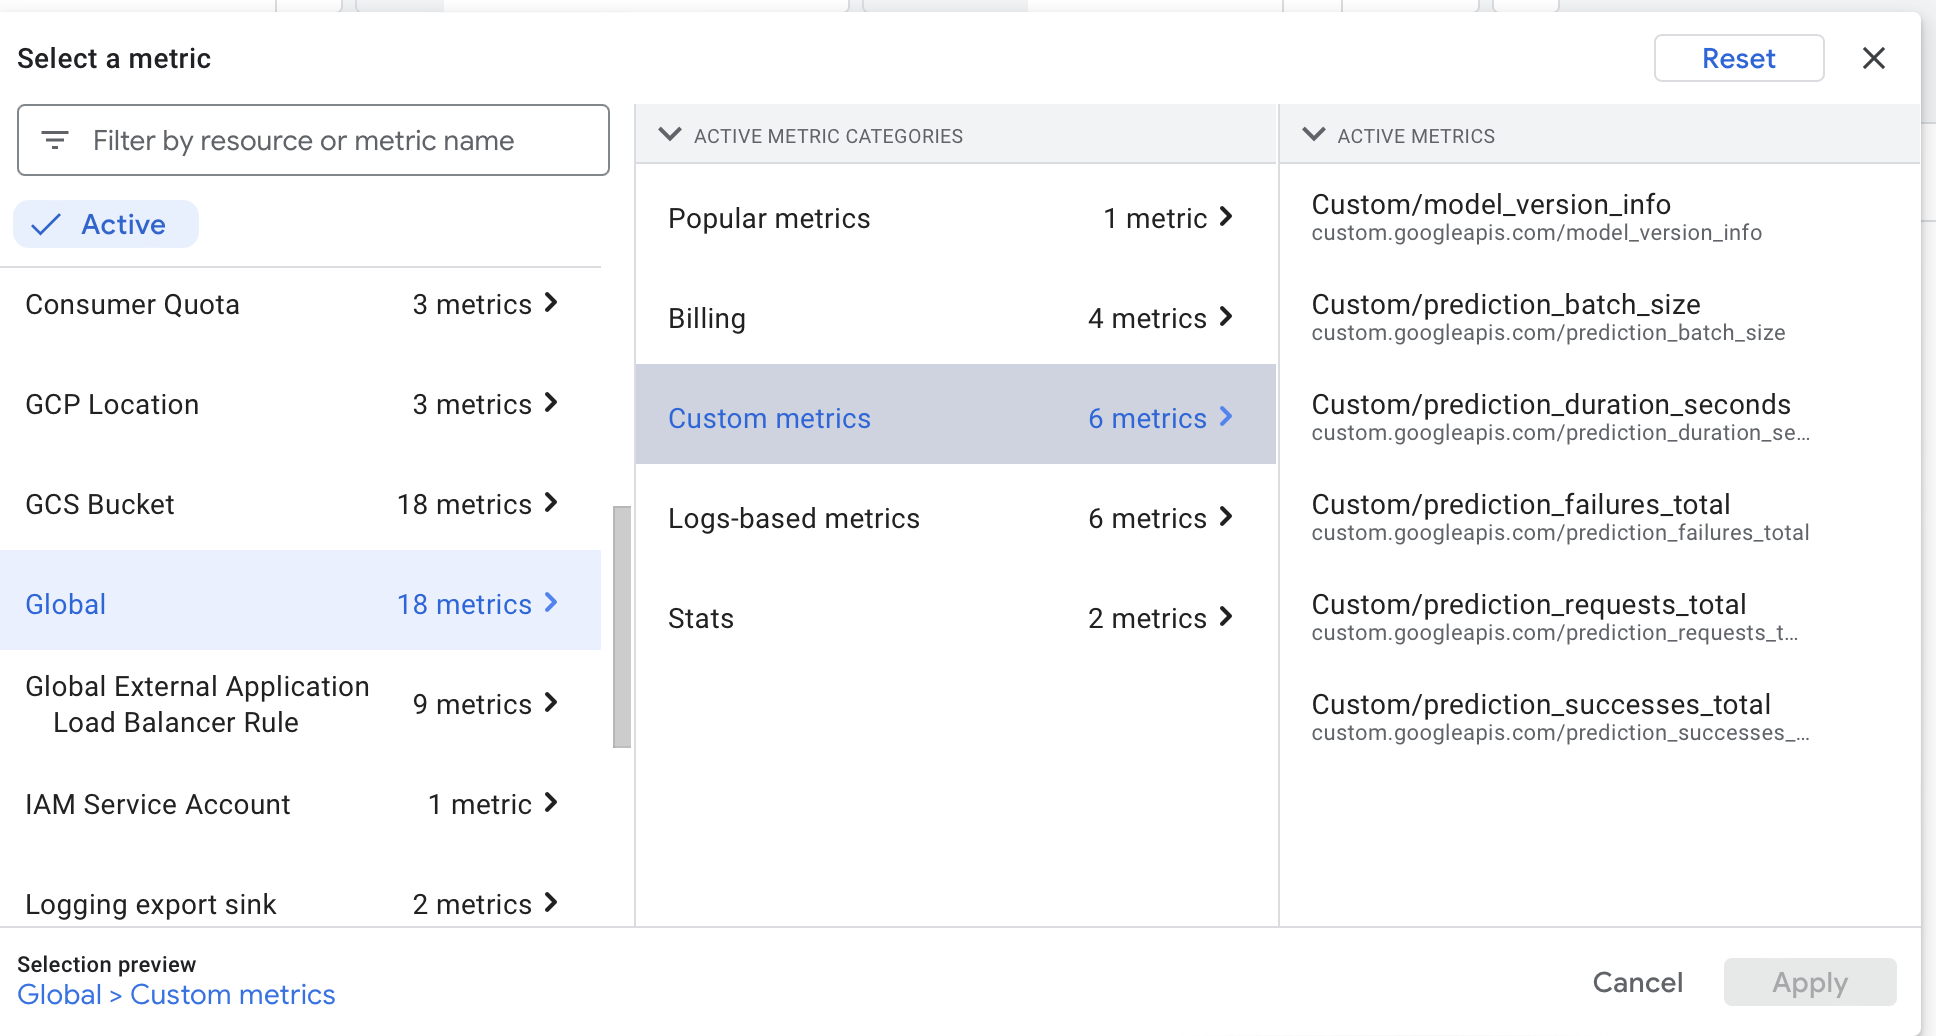 Select a metric
Reset
Filter by resource or metric name
Active
Consumer Quota 3 metrics
GCP Location 3 metrics
GCS Bucket 18 metrics
Global 18 metrics
Global External Application
Load Balancer Rule
9 metrics
IAM Service Account 1 metric
Logging export sink 2 metrics
ACTIVE METRIC CATEGORIES
Popular metrics 1 metric
Billing 4 metrics
Custom metrics 6 metrics
Logs-based metrics 6 metrics
Stats 2 metrics
ACTIVE METRICS
Custom/model_version_info
custom.googleapis.com/model_version_info
Custom/prediction_batch_size
custom.googleapis.com/prediction_batch_size
Custom/prediction_duration_seconds
custom.googleapis.com/prediction_duration_se...
Custom/prediction_failures_total
custom.googleapis.com/prediction_failures_total
Custom/prediction_requests_total
custom.googleapis.com/prediction_requests_t...
Custom/prediction_successes_total
custom.googleapis.com/prediction_successes_...
Selection preview
Global > Custom metrics
Cancel
Apply